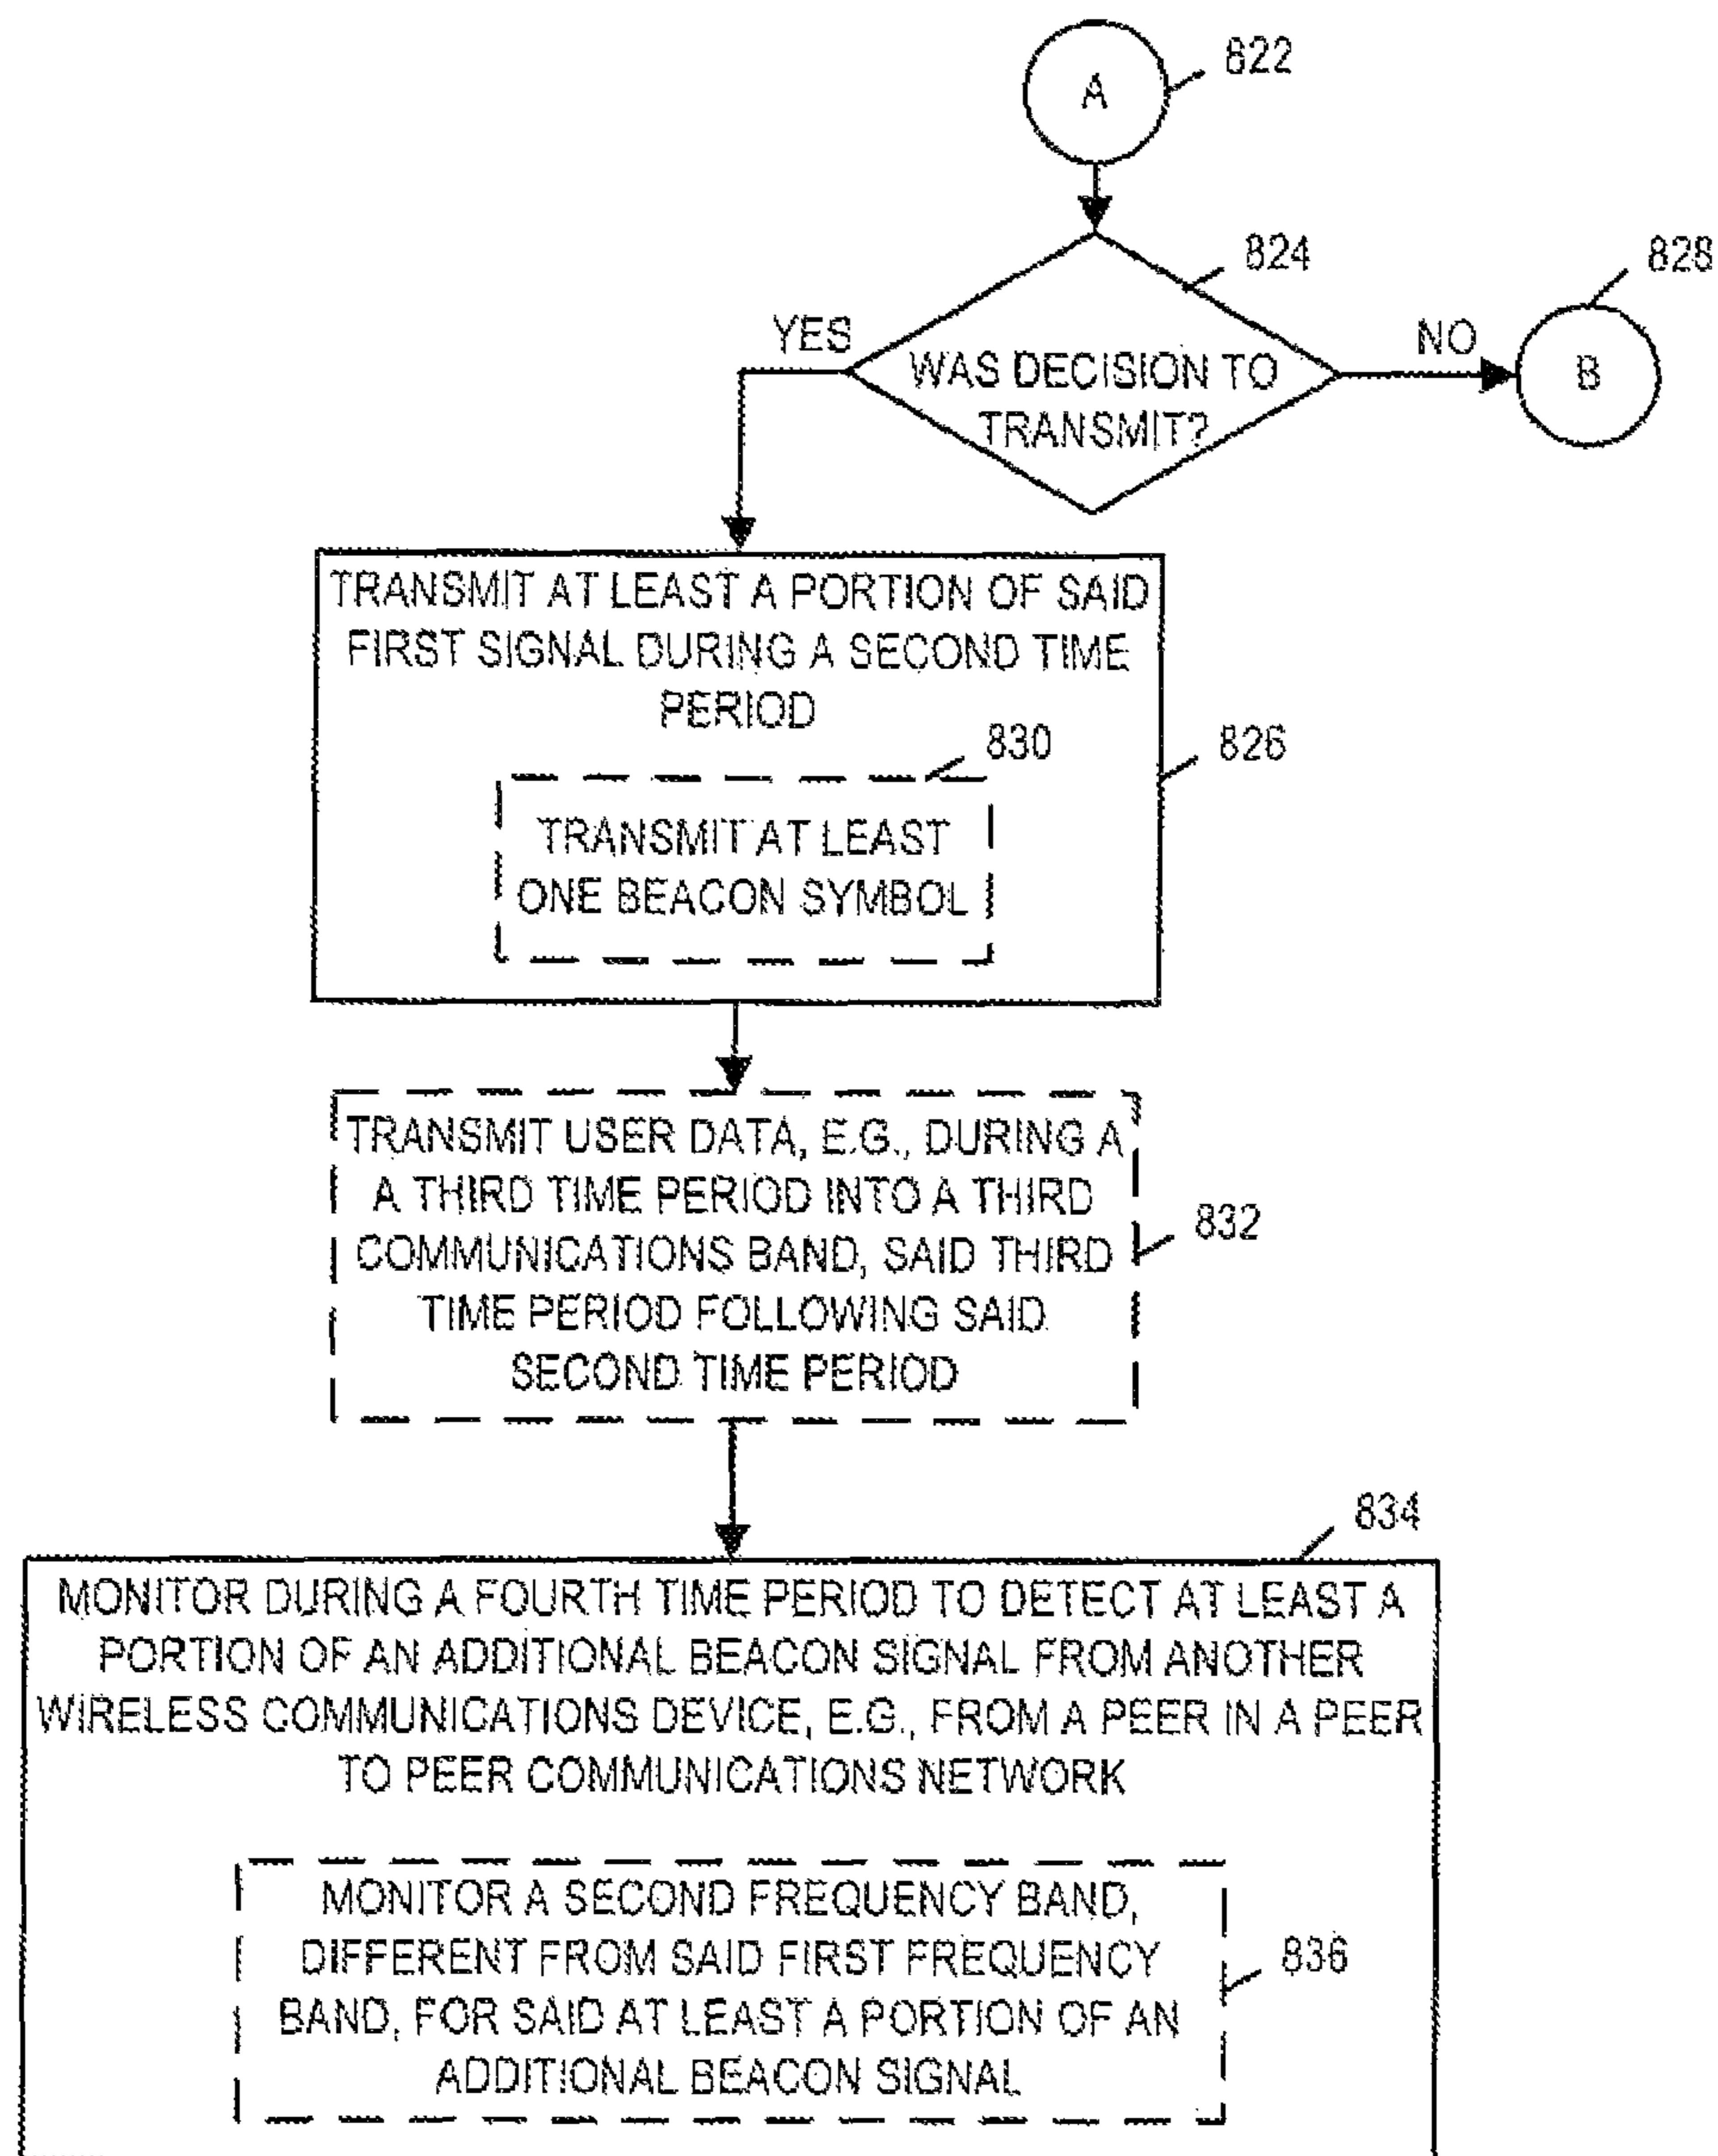 A
822
824
828
YES
NO
B
WAS DECISION TO
TRANSMIT?
TRANSMIT AT LEAST A PORTION OF SAID
FIRST SIGNAL DURING A SECOND TIME
PERIOD
830
826
TRANSMIT AT LEAST
ONE BEACON SYMBOL
TRANSMIT USER DATA, E.G., DURING A
A THIRD TIME PERIOD INTO A THIRD
COMMUNICATIONS BAND, SAID THIRD
TIME PERIOD FOLLOWING SAID
SECOND TIME PERIOD
832
834
MONITOR DURING A FOURTH TIME PERIOD TO DETECT AT LEAST A
PORTION OF AN ADDITIONAL BEACON SIGNAL FROM ANOTHER
WIRELESS COMMUNICATIONS DEVICE, E.G., FROM A PEER IN A PEER
TO PEER COMMUNICATIONS NETWORK
MONITOR A SECOND FREQUENCY BAND,
DIFFERENT FROM SAID FIRST FREQUENCY
BAND, FOR SAID AT LEAST A PORTION OF AN
ADDITIONAL BEACON SIGNAL
836